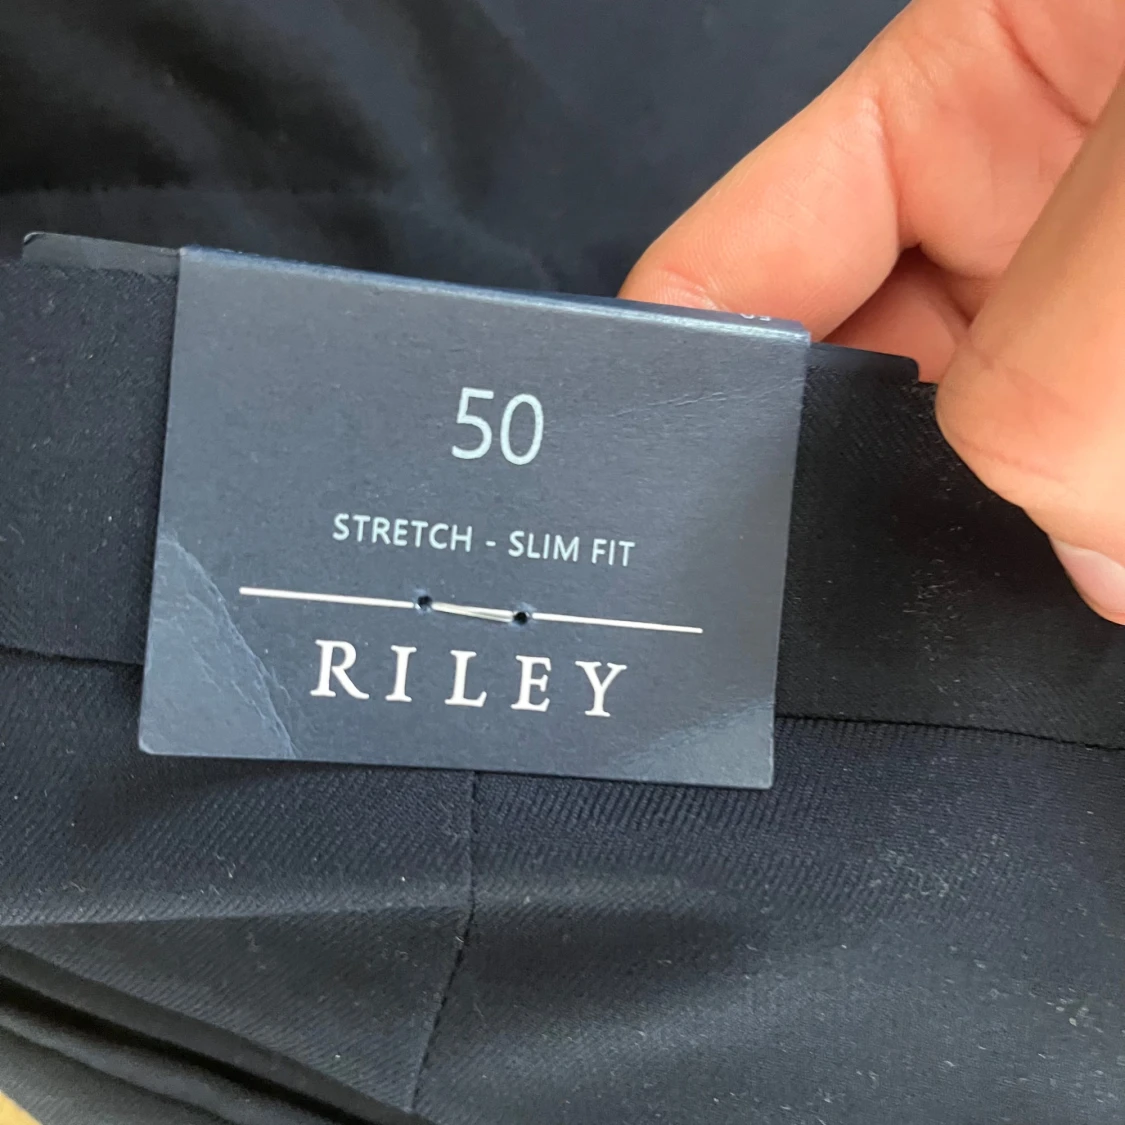 50
STRETCH - SLIM FIT
RILEY